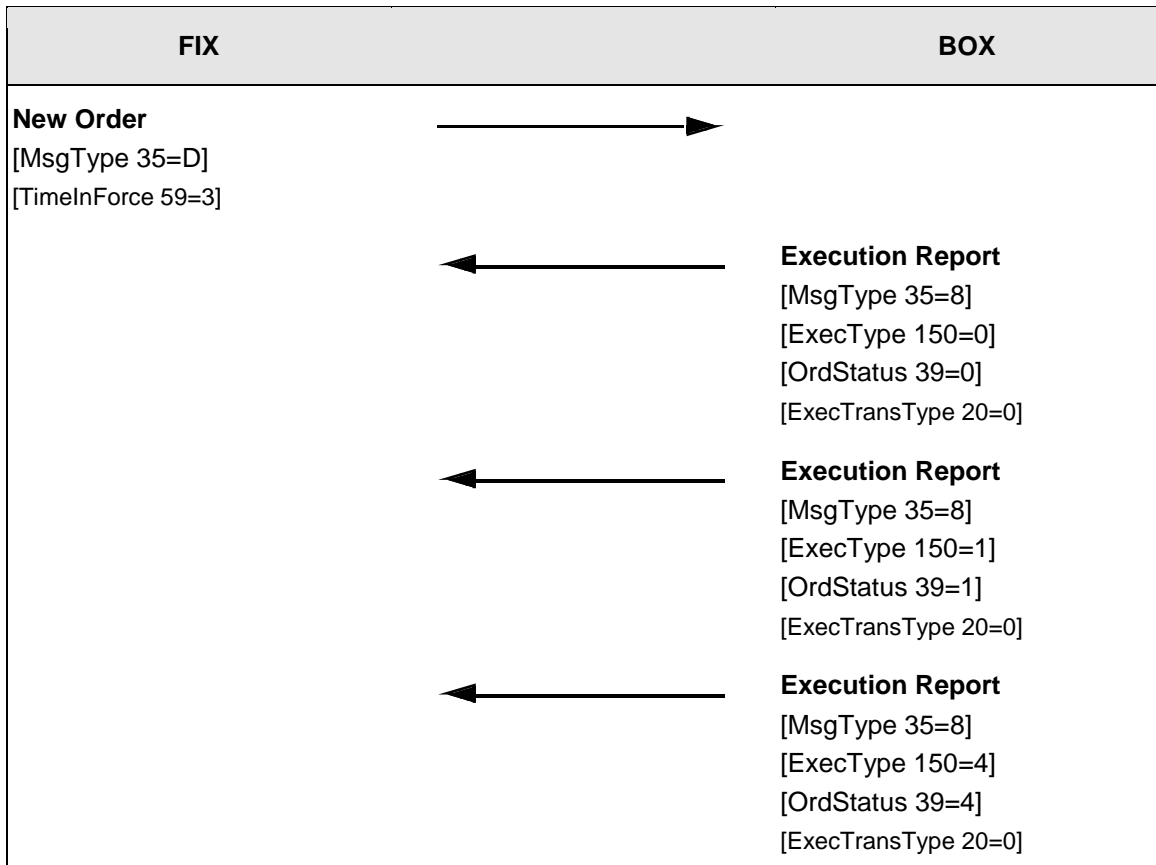 FIX
BOX
New Order
[MsgType 35=D]
[TimeInForce 59=3]
Execution Report
[MsgType 35=8]
[ExecType 150=0]
[OrdStatus 39=0]
[ExecTransType 20=0]
Execution Report
[MsgType 35=8]
[ExecType 150=1]
[OrdStatus 39=1]
[ExecTransType 20=0]
Execution Report
[MsgType 35=8]
[ExecType 150=4]
[OrdStatus 39=4]
[ExecTransType 20=0]